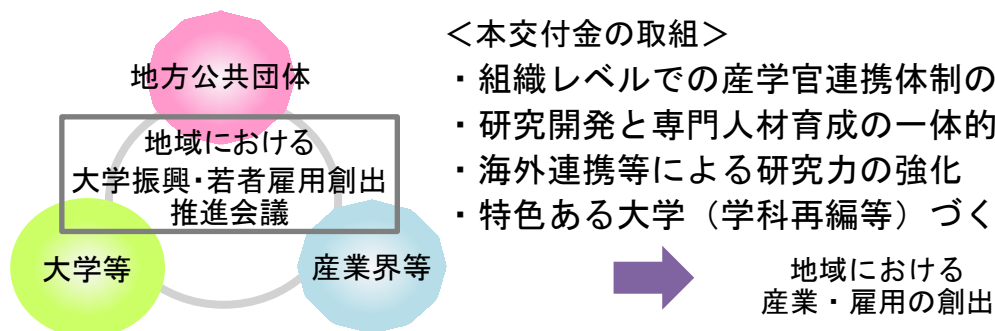 地方公共団体
地域における
大学振興・若者雇用創出
推進会議
大学等
産業界等
＜本交付金の取組＞
・組織レベルでの産学官連携体制の
・研究開発と専門人材育成の一体的
・海外連携等による研究力の強化
・特色ある大学（学科再編等）づく
地域における
産業・雇用の創出